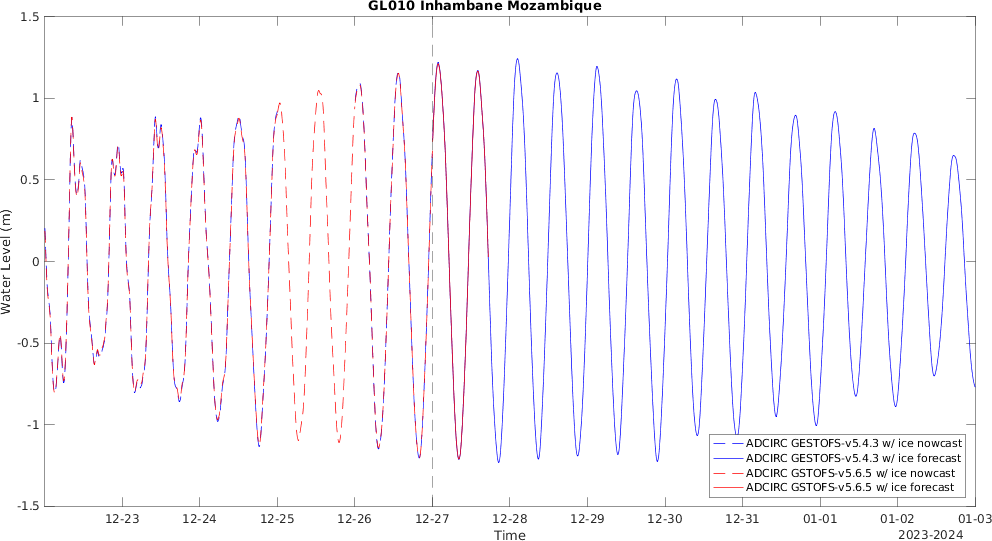 GL010 Inhambane Mozambique
1.5
1
0.5
0
-0.5
-1
-1.5
Water Level (m)
12-23 12-24 12-25 12-26 12-27 12-28 12-29 12-30 12-31 01-01 01-02 01-03
Time
2023-2024
ADCIRC GESTOFS-v5.4.3 w/ ice nowcast
ADCIRC GESTOFS-v5.4.3 w/ ice forecast
ADCIRC GSTOFS-v5.6.5 w/ ice nowcast
ADCIRC GSTOFS-v5.6.5 w/ ice forecast